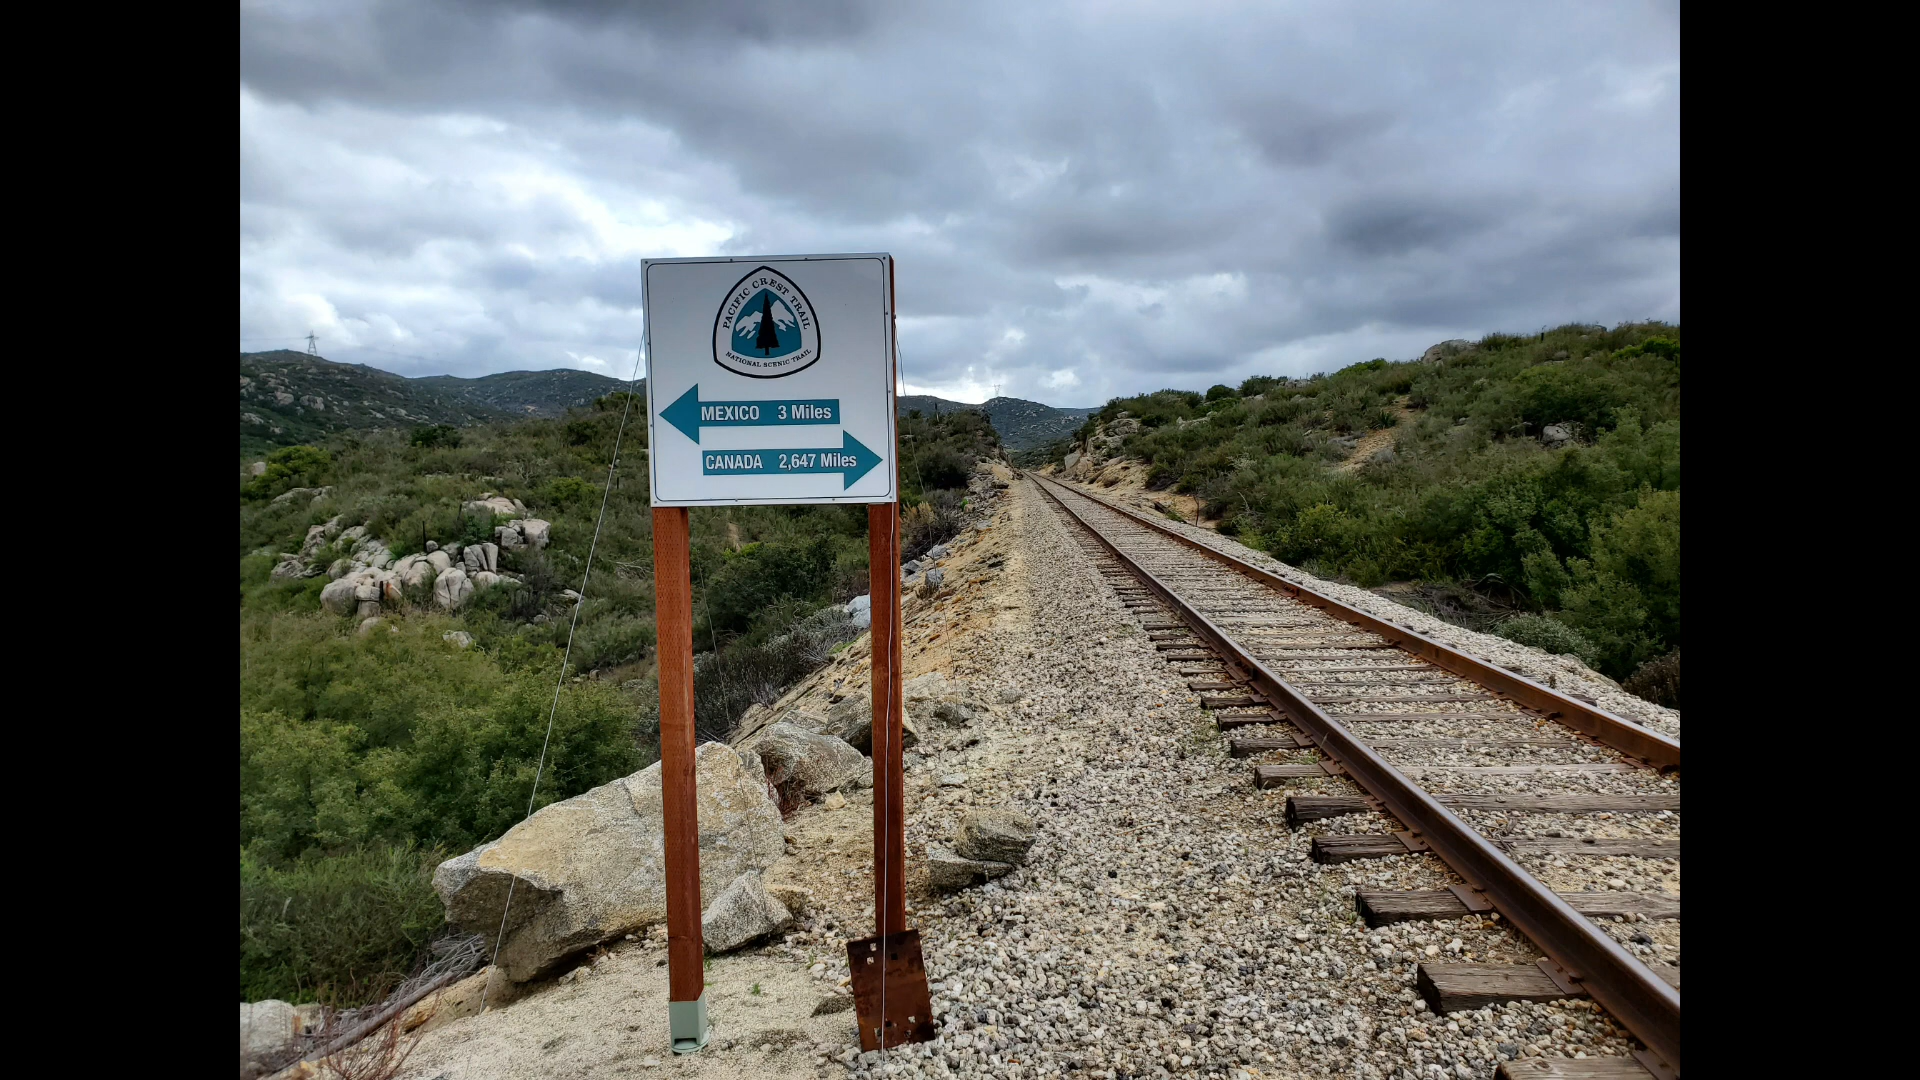 PACIFIC CREST TRAIL
NATIONAL SCENIC TRAIL
MEXICO 3 Miles
CANADA 2,647 Miles